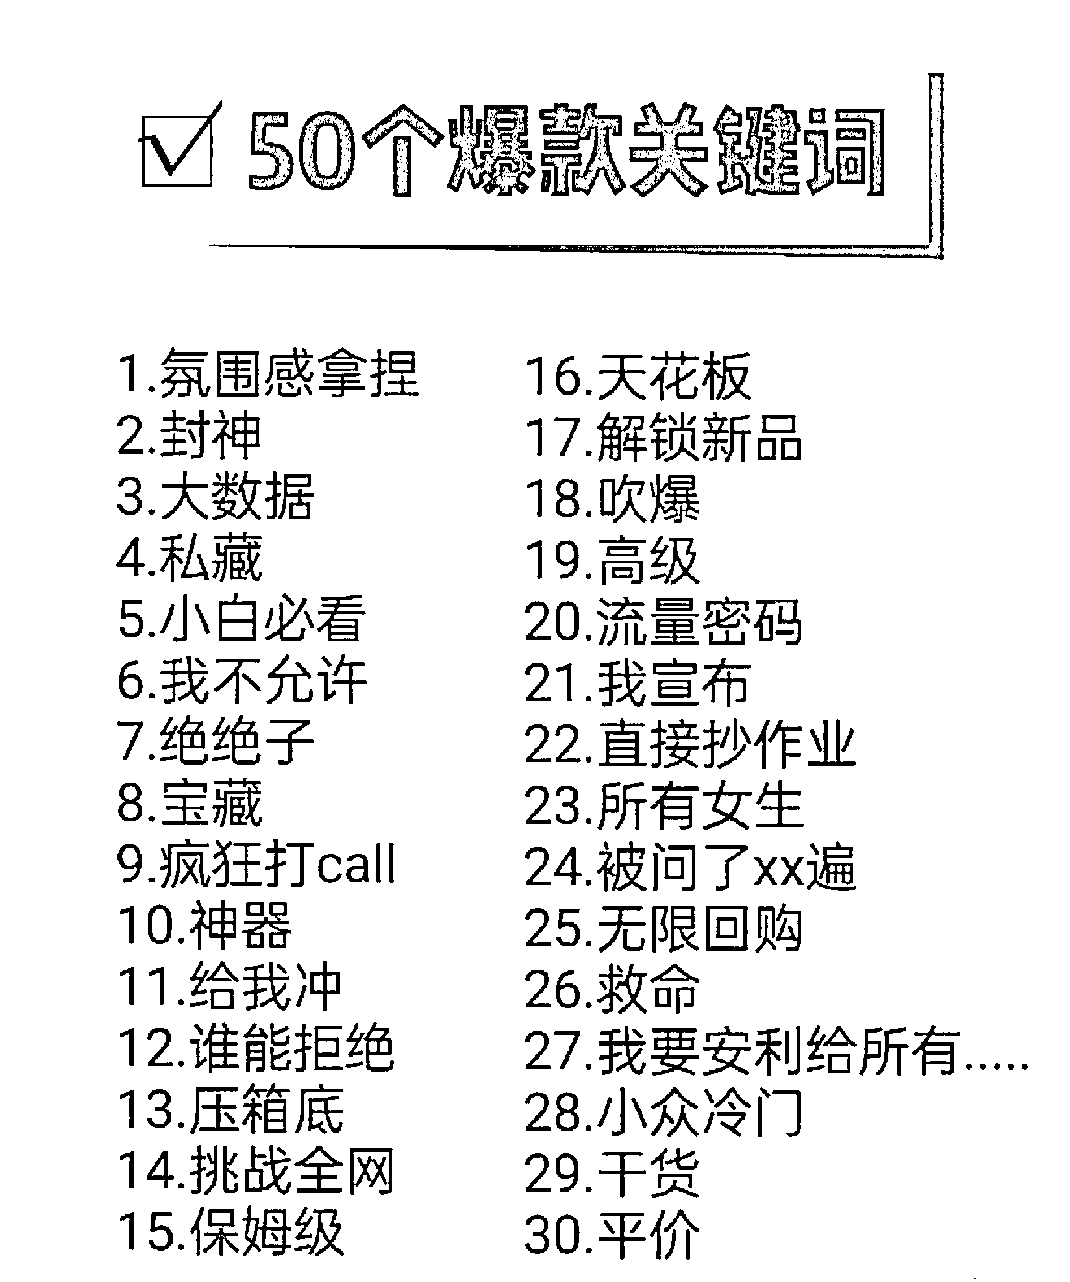 50个爆款关键词
1.氛围感拿捏
2.封神
3.大数据
4.私藏
5.小白必看
6.我不允许
7.绝绝子
8.宝藏
9.疯狂打call
10.神器
11.给我冲
12.谁能拒绝
13.压箱底
14.挑战全网
15.保姆级
16.天花板
17.解锁新品
18.吹爆
19.高级
20.流量密码
21.我宣布
22.直接抄作业
23.所有女生
24.被问了xx遍
25.无限回购
26.救命
27.我要安利给所有.....
28.小众冷门
29.干货
30.平价